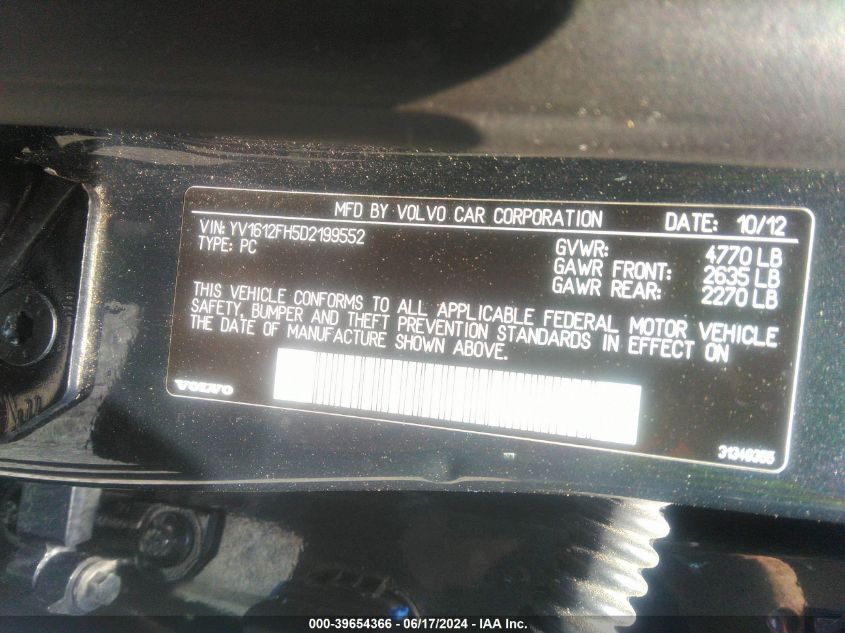 MFD BY VOLVO CAR CORPORATION DATE: 10/12
VIN: YV1612FH5D2199552
TYPE: PC
GVWR: 4770 LB
GAWR FRONT: 2635 LB
GAWR REAR: 2270 LB
THIS VEHICLE CONFORMS TO ALL APPLICABLE FEDERAL MOTOR VEHICLE
SAFETY, BUMPER AND THEFT PREVENTION STANDARDS IN EFFECT ON
THE DATE OF MANUFACTURE SHOWN ABOVE.
VOLVO
000-39654366 - 06/17/2024 - IAA Inc.